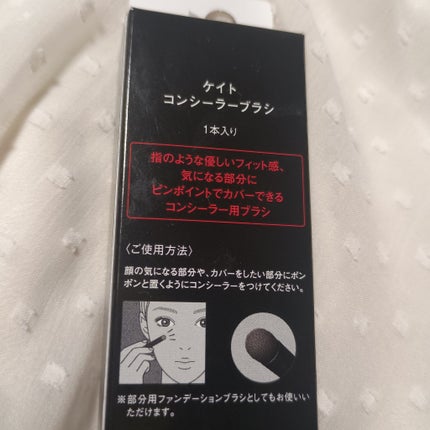 ケイト
コンシーラーブラシ
1本入り
指のような優しいフィット感、
気になる部分に
ピンポイントでカバーできる
コンシーラー用ブラシ
〈ご使用方法〉
顔の気になる部分や、カバーをしたい部分にポン
ポンと置くようにコンシーラーをつけてください。
※部分用ファンデーションブラシとしてもお使いい
ただけます。